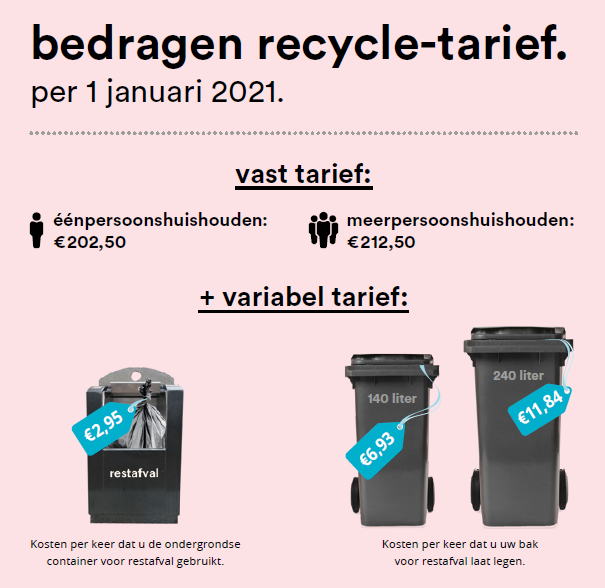 bedragen recycle-tarief.
per 1 januari 2021.
vast tarief:
éénpersoonshuishouden:
€202,50
meerpersoonshuishouden:
€212,50
+ variabel tarief:
€2,95
restafval
140 liter
€6,93
240 liter
€11,84
Kosten per keer dat u de ondergrondse
container voor restafval gebruikt.
Kosten per keer dat u uw bak
voor restafval laat legen.